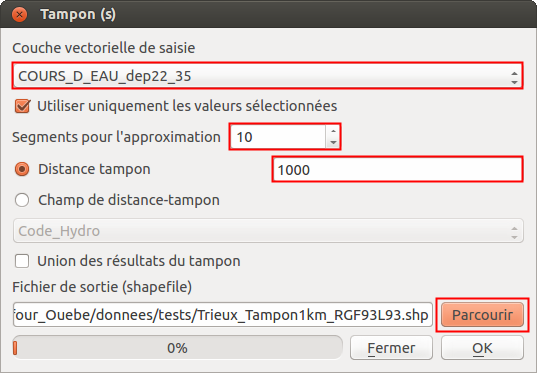 Tampon (s)
Couche vectorielle de saisie
COURS_D_EAU_dep22_35
Utiliser uniquement les valeurs sélectionnées
Segments pour l'approximation 10
Distance tampon 1000
Champ de distance-tampon
Code_Hydro
Union des résultats du tampon
Fichier de sortie (shapefile)
four_Ouebe/donnees/tests/Trieux_Tampon1km_RGF93L93.shp Parcourir
0% Fermer OK